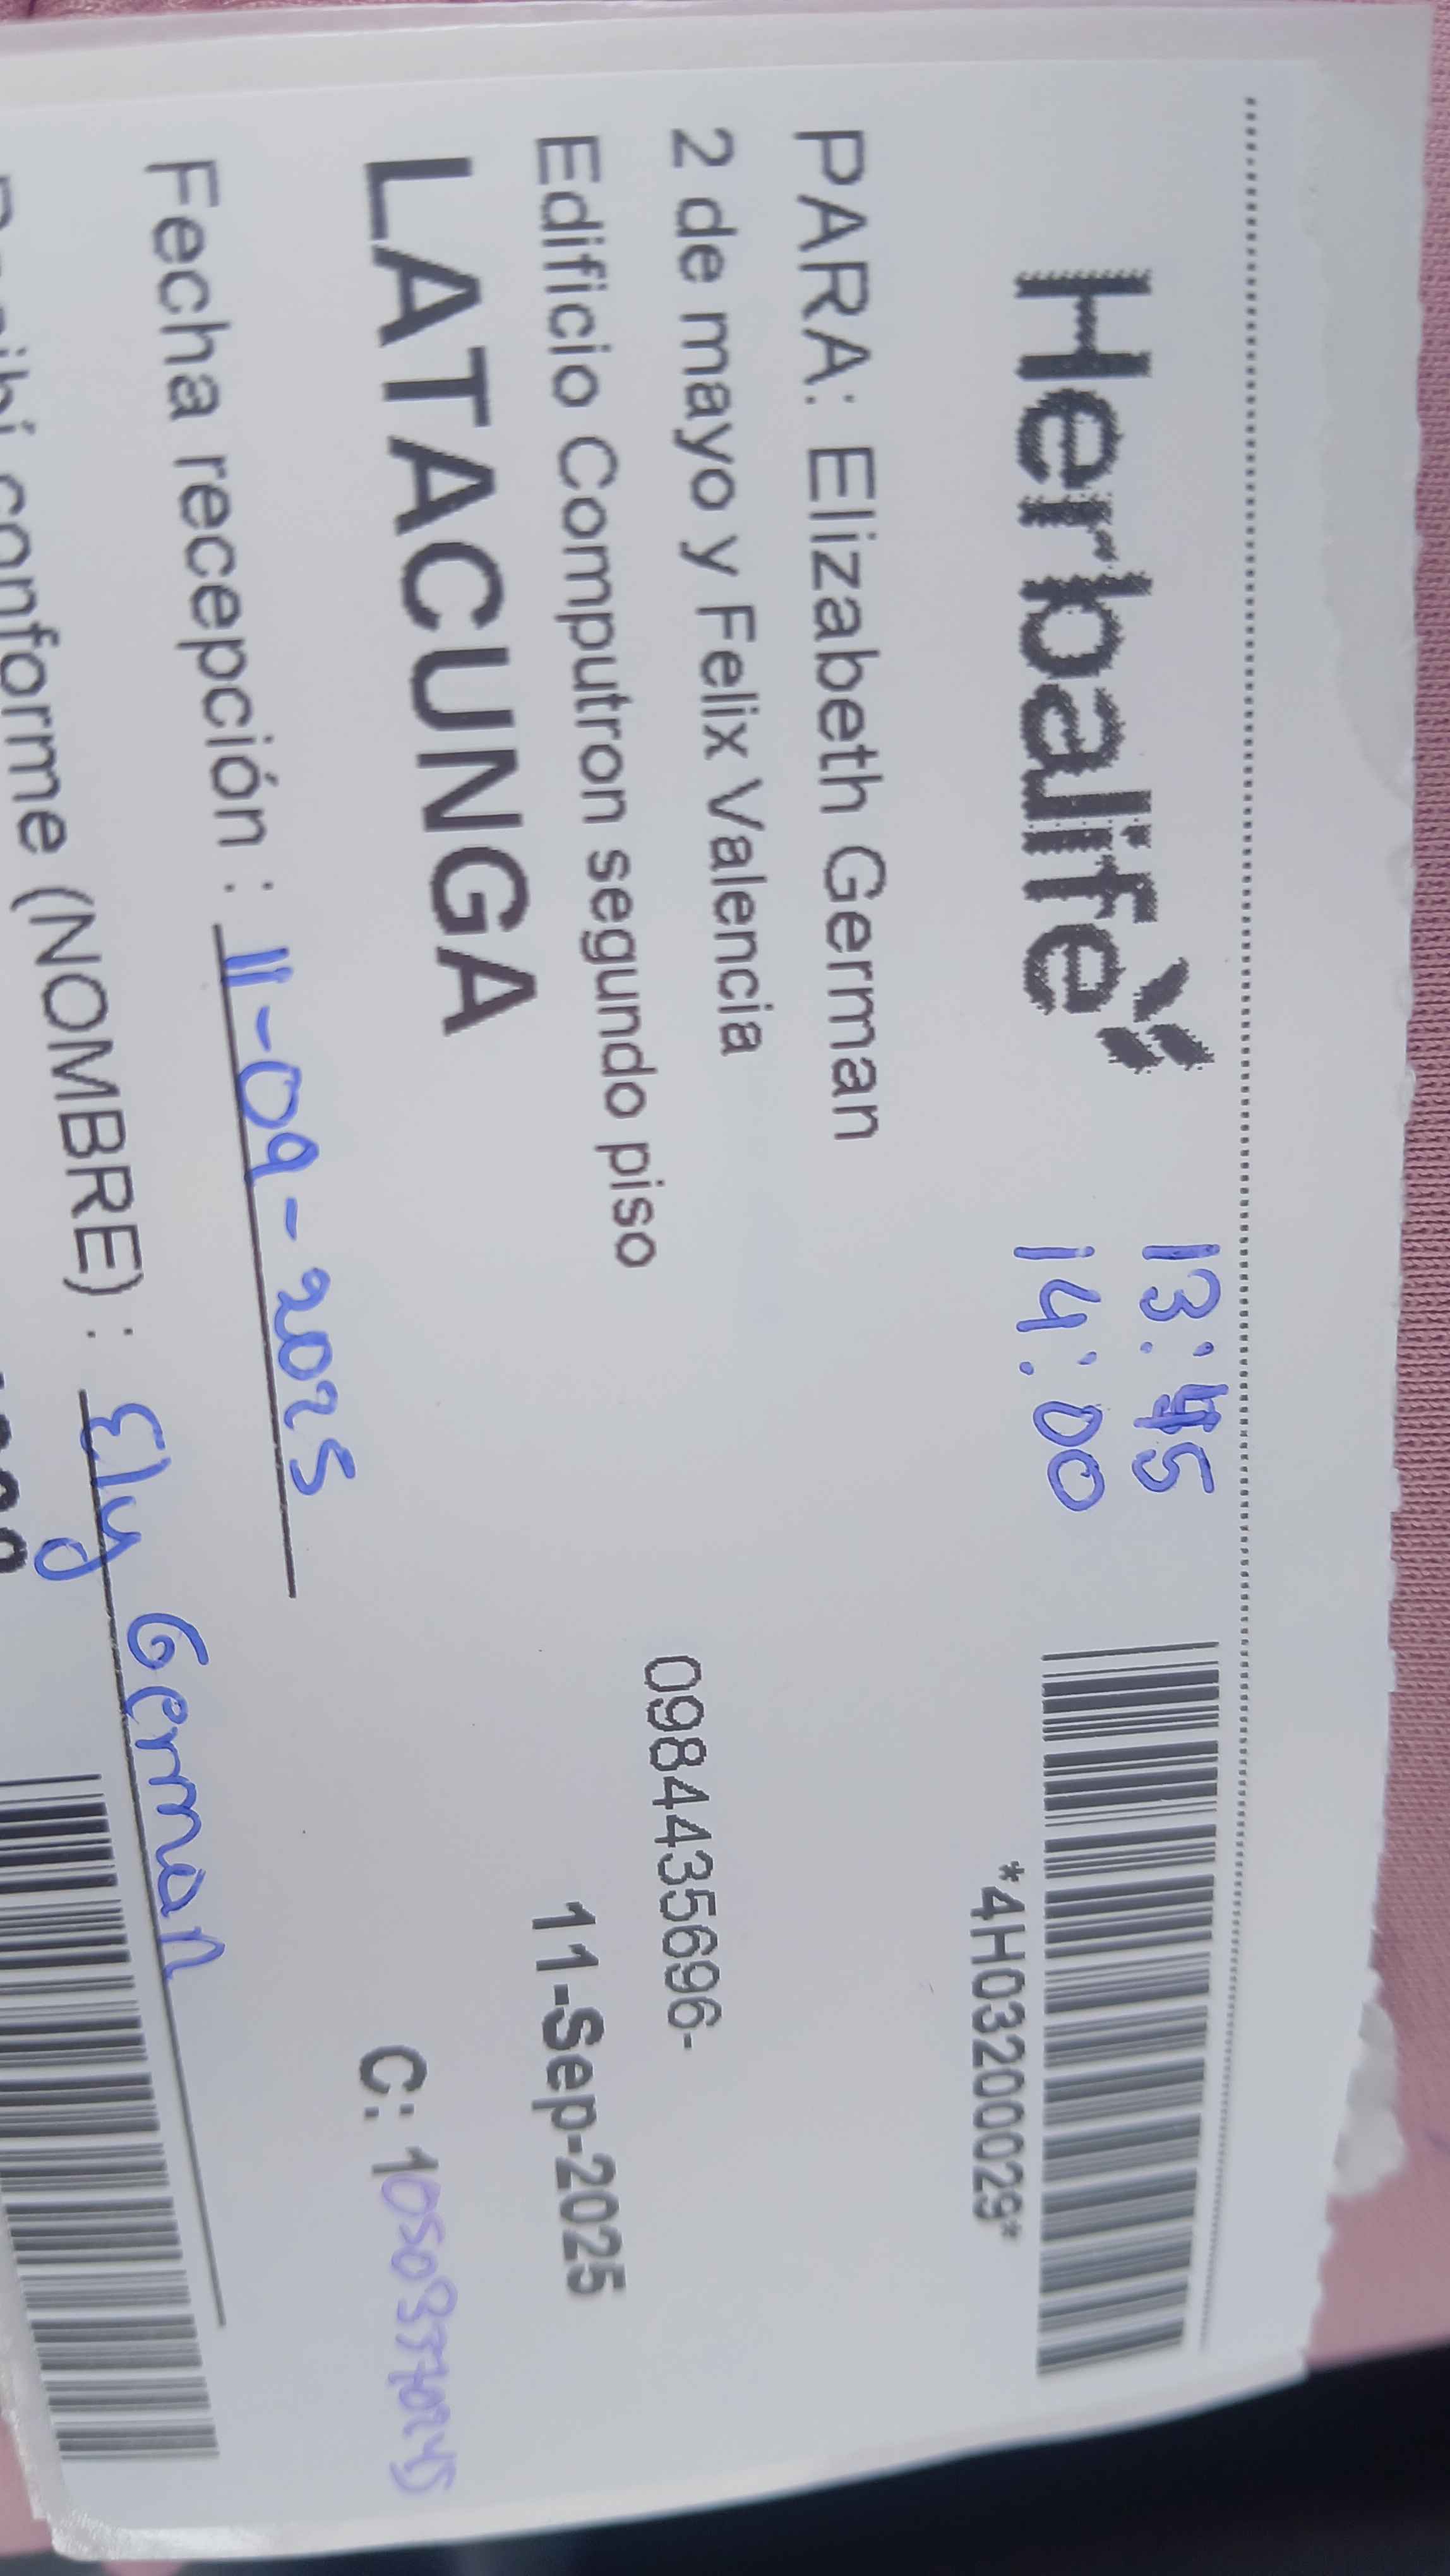 Herbalife
13:45
14:00
*4H03200029*
PARA: Elizabeth German
2 de mayo y Felix Valencia
0984435696-
Edificio Computron segundo piso
11-Sep-2025
LATACUNGA
C: 1
Fecha recepción : 11-09-2025
conforme (NOMBRE) : Ely German